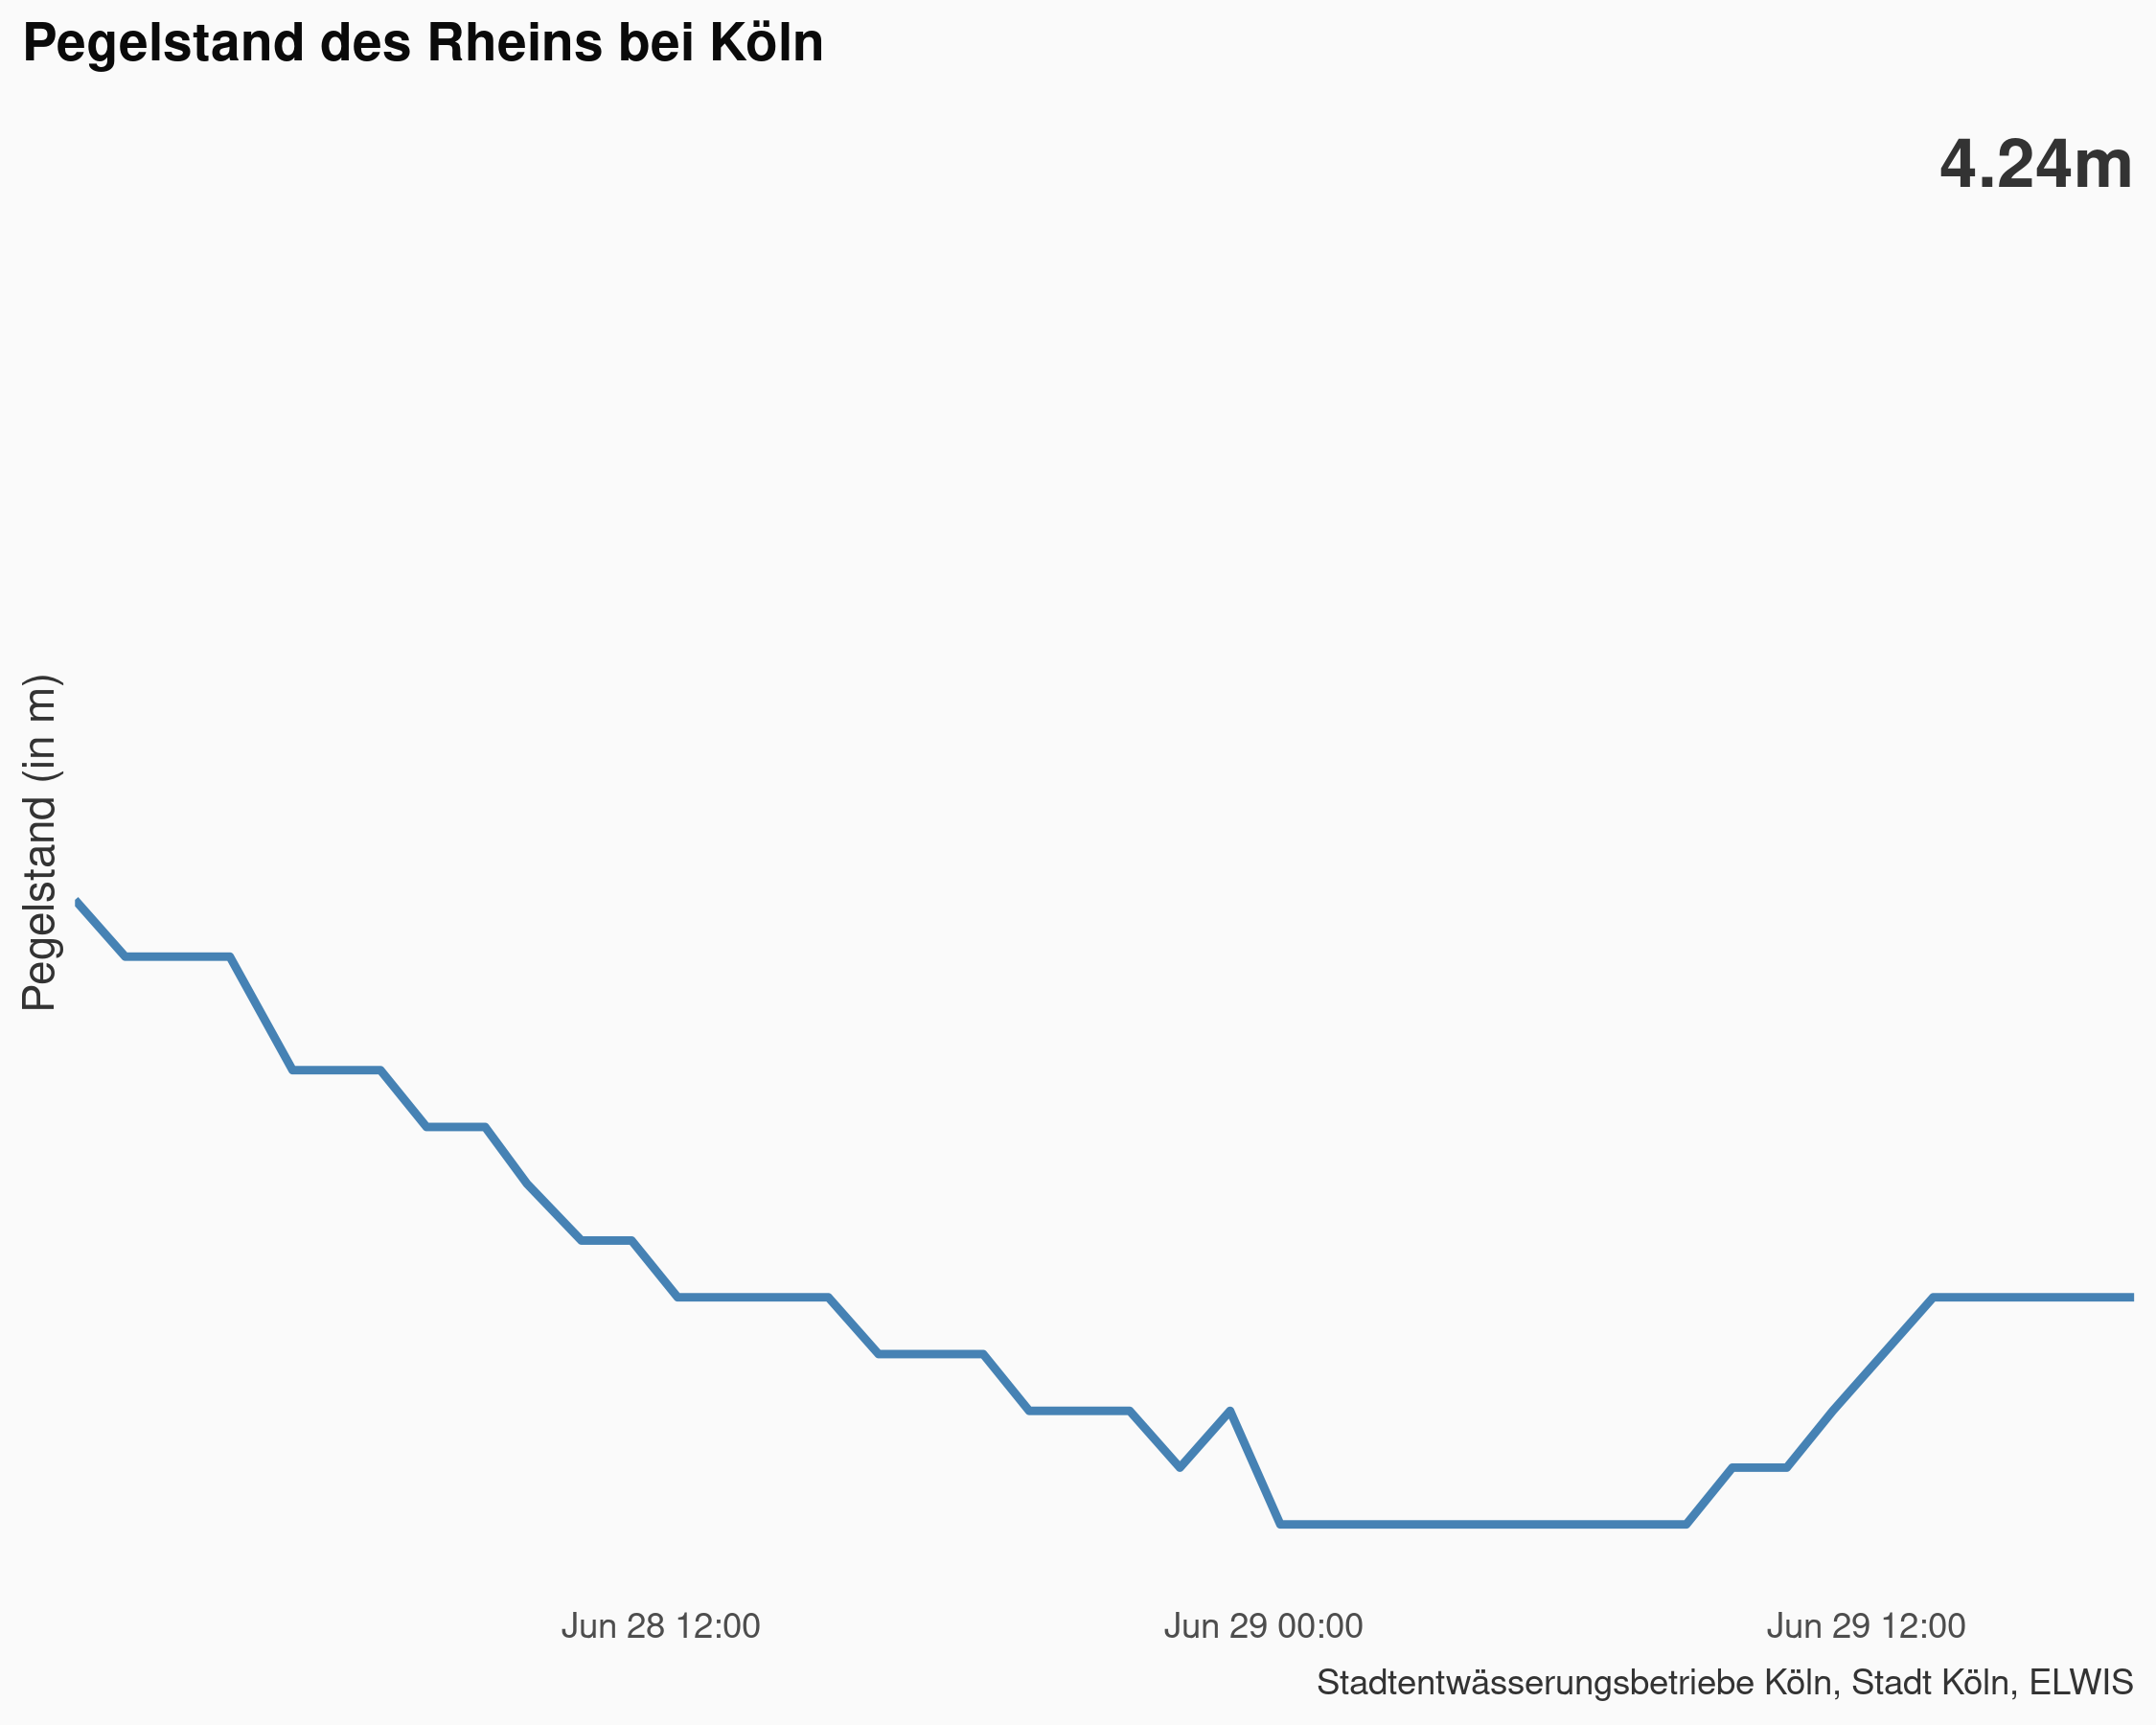 Pegelstand des Rheins bei Köln
4.24m
Pegelstand (in m)
Jun 28 12:00
Jun 29 00:00
Jun 29 12:00
Stadtentwässerungsbetriebe Köln, Stadt Köln, ELWIS